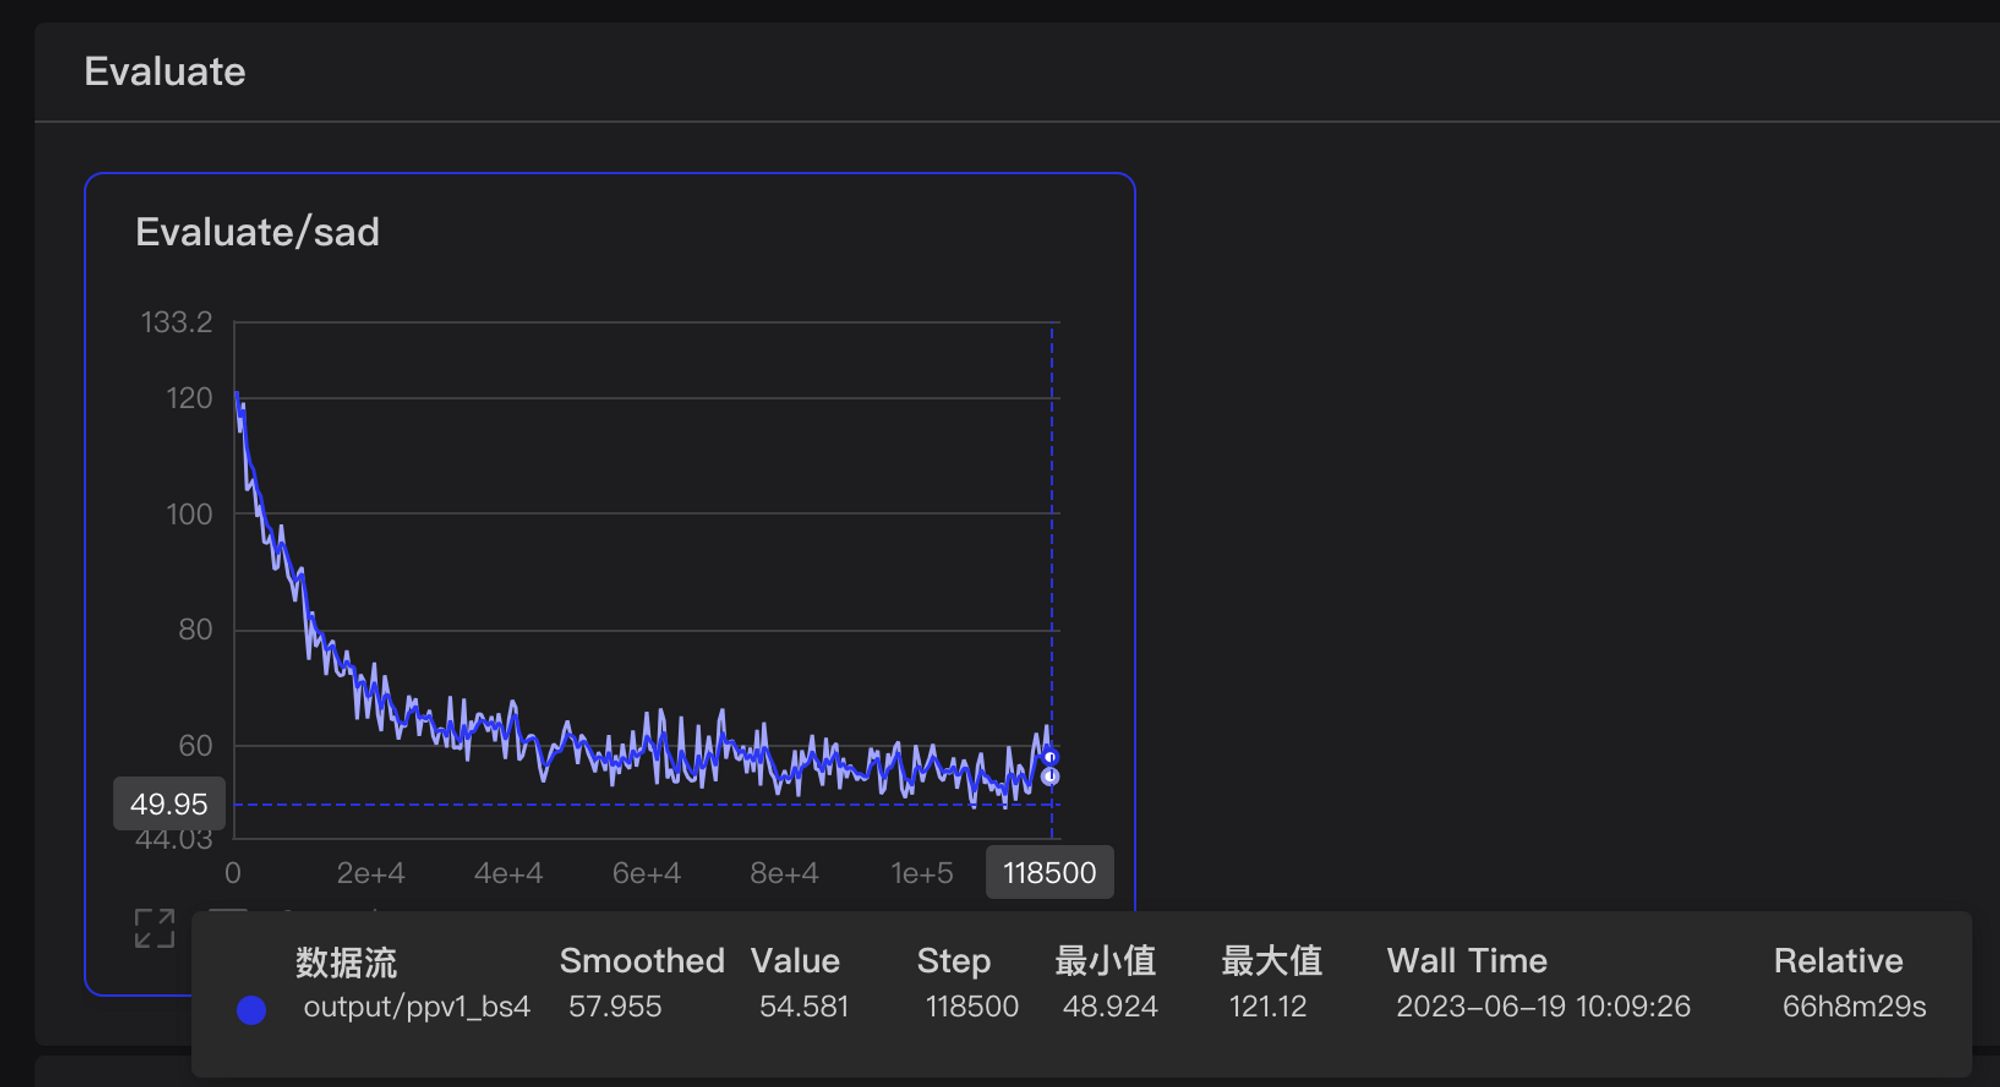 Evaluate
Evaluate/sad
133.2
120
100
80
60
49.95
44.03
0 2e+4 4e+4 6e+4 8e+4 1e+5 118500
数据流 Smoothed Value Step 最小值 最大值 Wall Time Relative
output/ppv1_bs4 57.955 54.581 118500 48.924 121.12 2023-06-19 10:09:26 66h8m29s